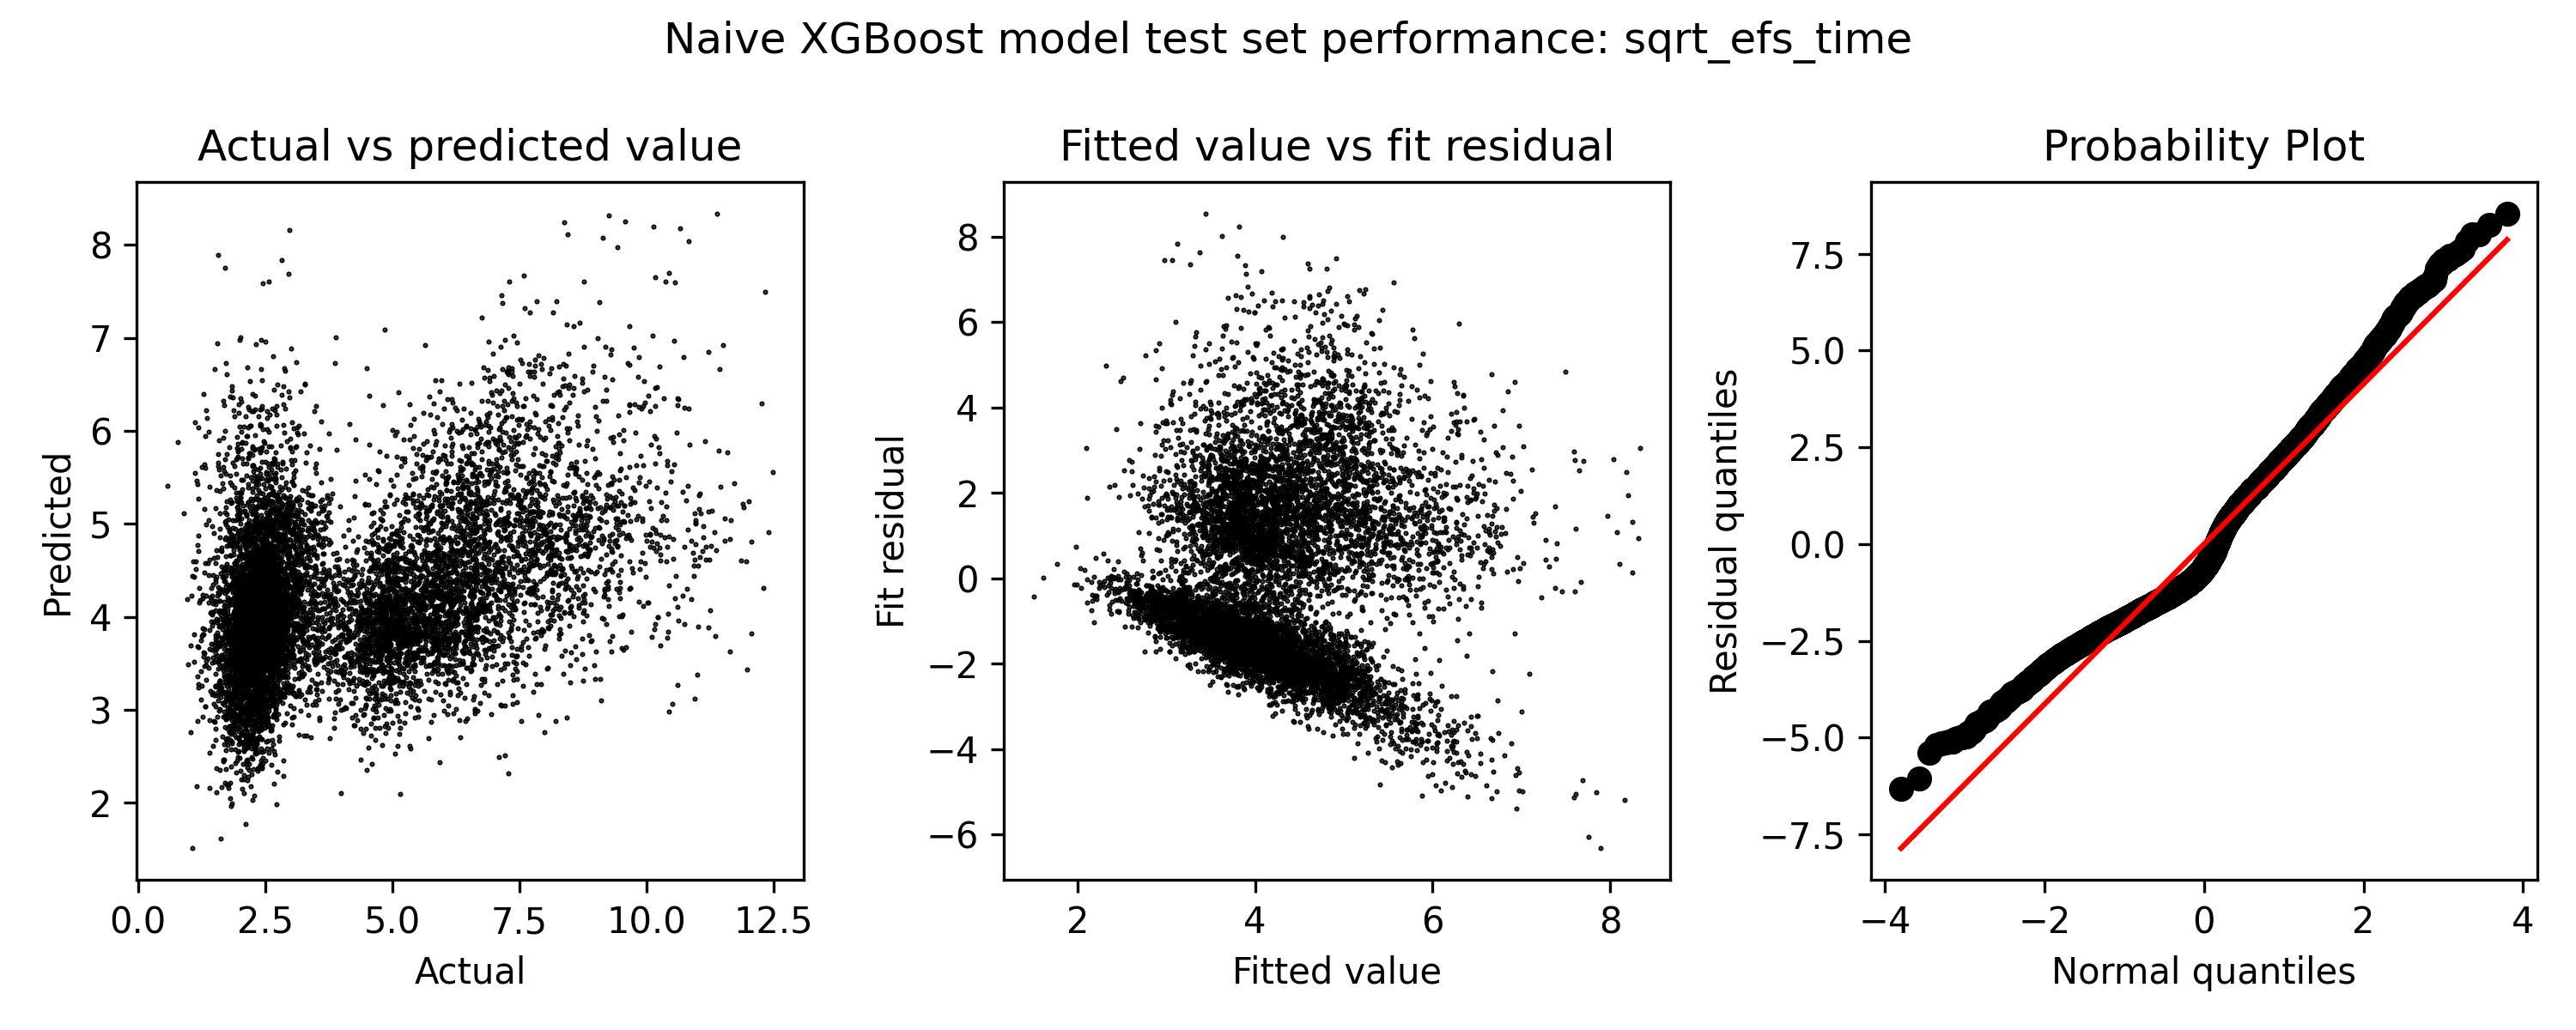 Naive XGBoost model test set performance: sqrt_efs_time
Actual vs predicted value
8
7
6
5
4
3
2
Predicted
0.0 2.5 5.0 7.5 10.0 12.5
Actual
Fitted value vs fit residual
8
6
4
2
0
−2
−4
−6
Fit residual
2 4 6 8
Fitted value
Probability Plot
7.5
5.0
2.5
0.0
−2.5
−5.0
−7.5
Residual quantiles
−4 −2 0 2 4
Normal quantiles